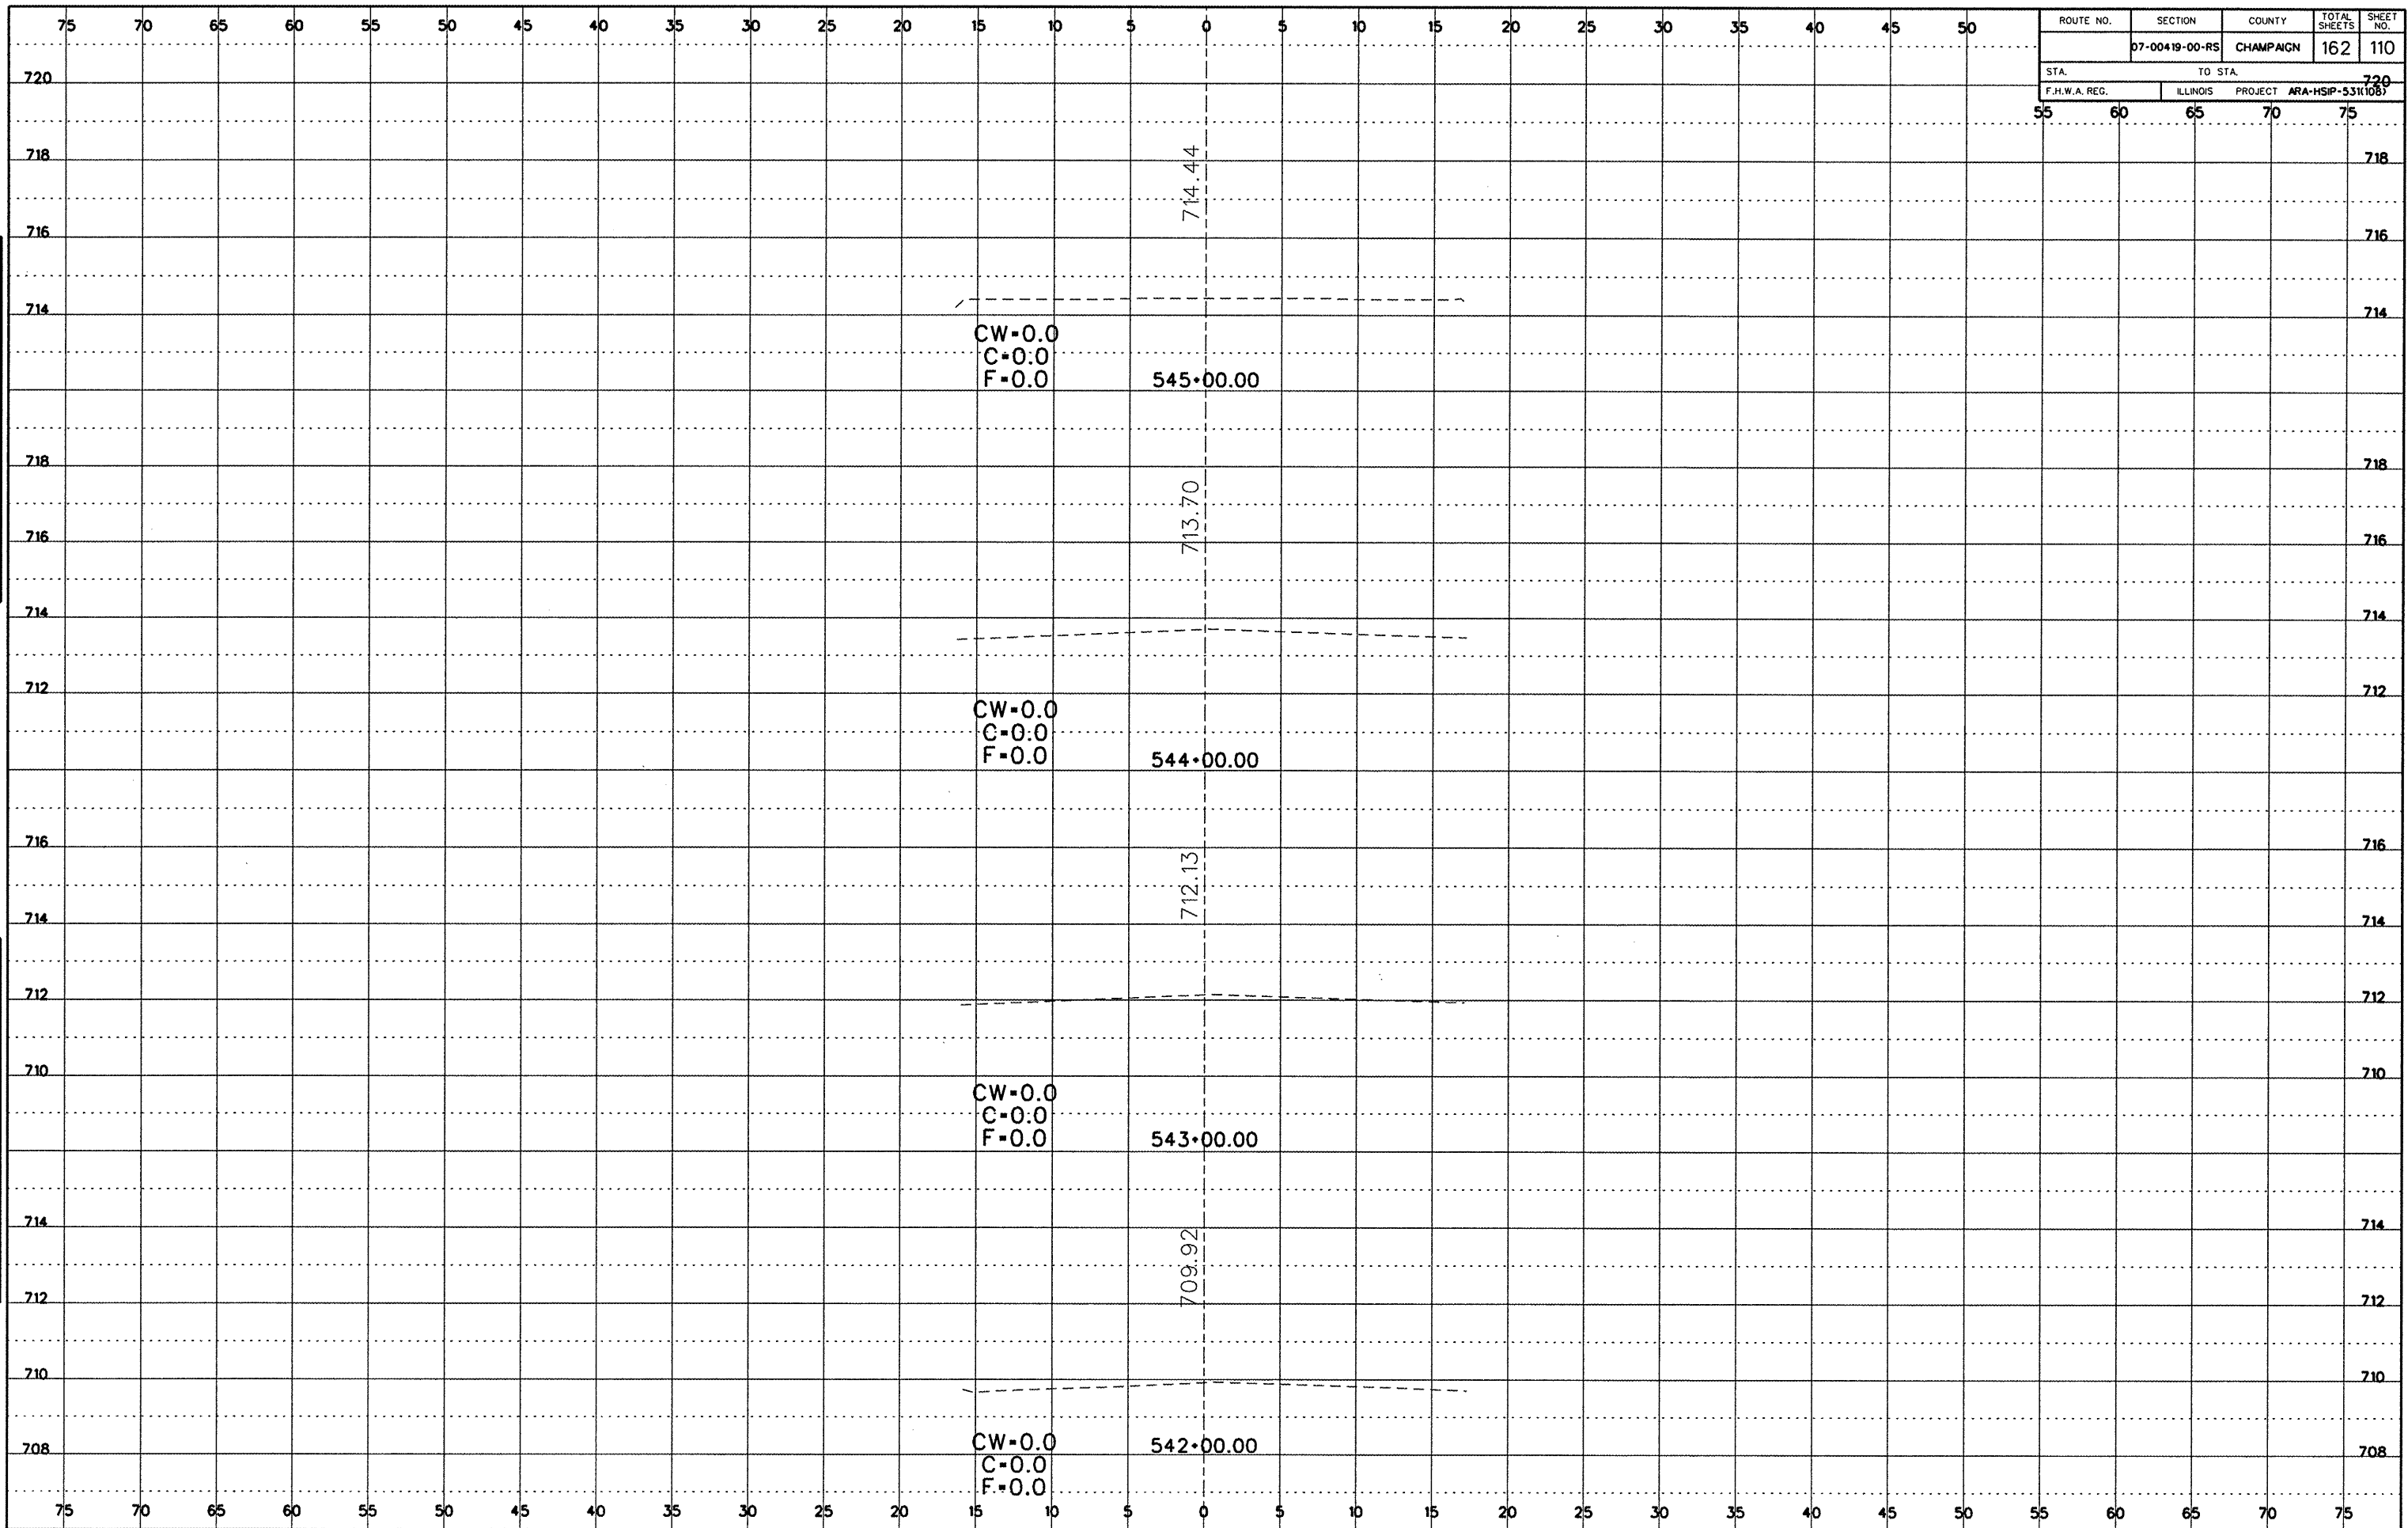 75 70 65 60 55 50 45 40 35 30 25 20 15 10 5 0 5 10 15 20 25 30 35 40 45 50
ROUTE NO. SECTION COUNTY TOTAL SHEETS SHEET NO.
07-00419-00-RS CHAMPAIGN 162 110
STA. TO STA.
F.H.W.A. REG. ILLINOIS PROJECT ARA-HSIP-5311(108)
720 720
55 60 65 70 75
718 718
714.44
716 716
714 714
CW=0.0
C=0.0
F=0.0 545+00.00
718 718
713.70
716 716
714 714
712 712
CW=0.0
C=0.0
F=0.0 544+00.00
716 716
712.13
714 714
712 712
710 710
CW=0.0
C=0.0
F=0.0 543+00.00
714 714
709.92
712 712
710 710
CW=0.0 542+00.00
708 708
C=0.0
F=0.0
75 70 65 60 55 50 45 40 35 30 25 20 15 10 5 0 5 10 15 20 25 30 35 40 45 50 55 60 65 70 75